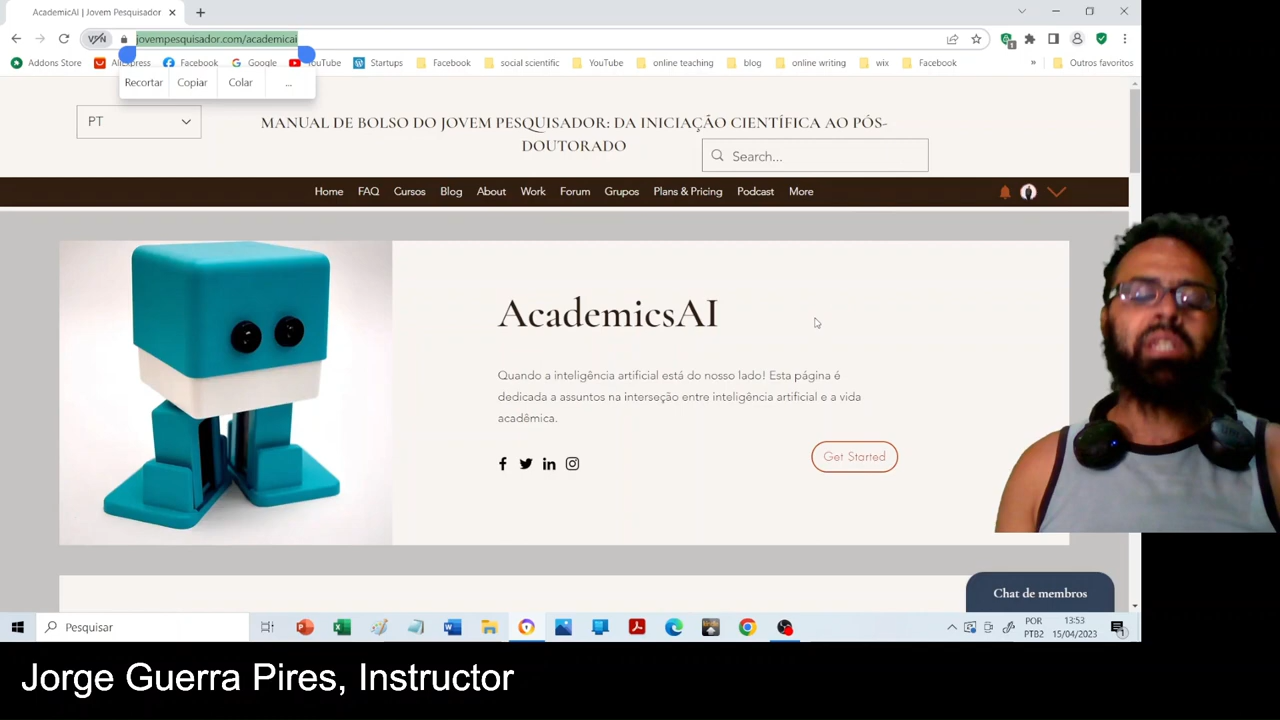 AcademicAI | Jovem Pesquisador
jovempesquisador.com/academicai
Addons Store
Facebook
Google
YouTube
Startups
Facebook
social scientific
YouTube
online teaching
blog
online writing
wix
Facebook
»
Outros favoritos
Recortar
Copiar
Colar
...
PT
MANUAL DE BOLSO DO JOVEM PESQUISADOR: DA INICIAÇÃO CIENTÍFICA AO PÓS-
DOUTORADO
Search...
Home FAQ Cursos Blog About Work Forum Grupos Plans & Pricing Podcast More
AcademicsAI
Quando a inteligência artificial está do nosso lado! Esta página é
dedicada a assuntos na interseção entre inteligência artificial e a vida
acadêmica.
Get Started
Chat de membros
Pesquisar
POR
PTB2
13:53
15/04/2023
Jorge Guerra Pires, Instructor